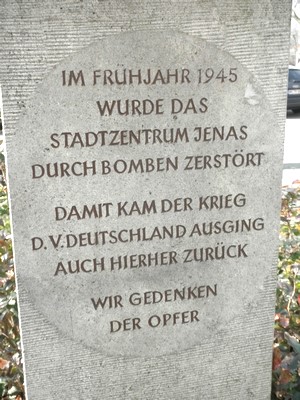 IM FRÜHJAHR 1945
WURDE DAS
STADTZENTRUM JENAS
DURCH BOMBEN ZERSTÖRT
DAMIT KAM DER KRIEG
D.V. DEUTSCHLAND AUSGING
AUCH HIERHER ZURÜCK
WIR GEDENKEN
DER OPFER